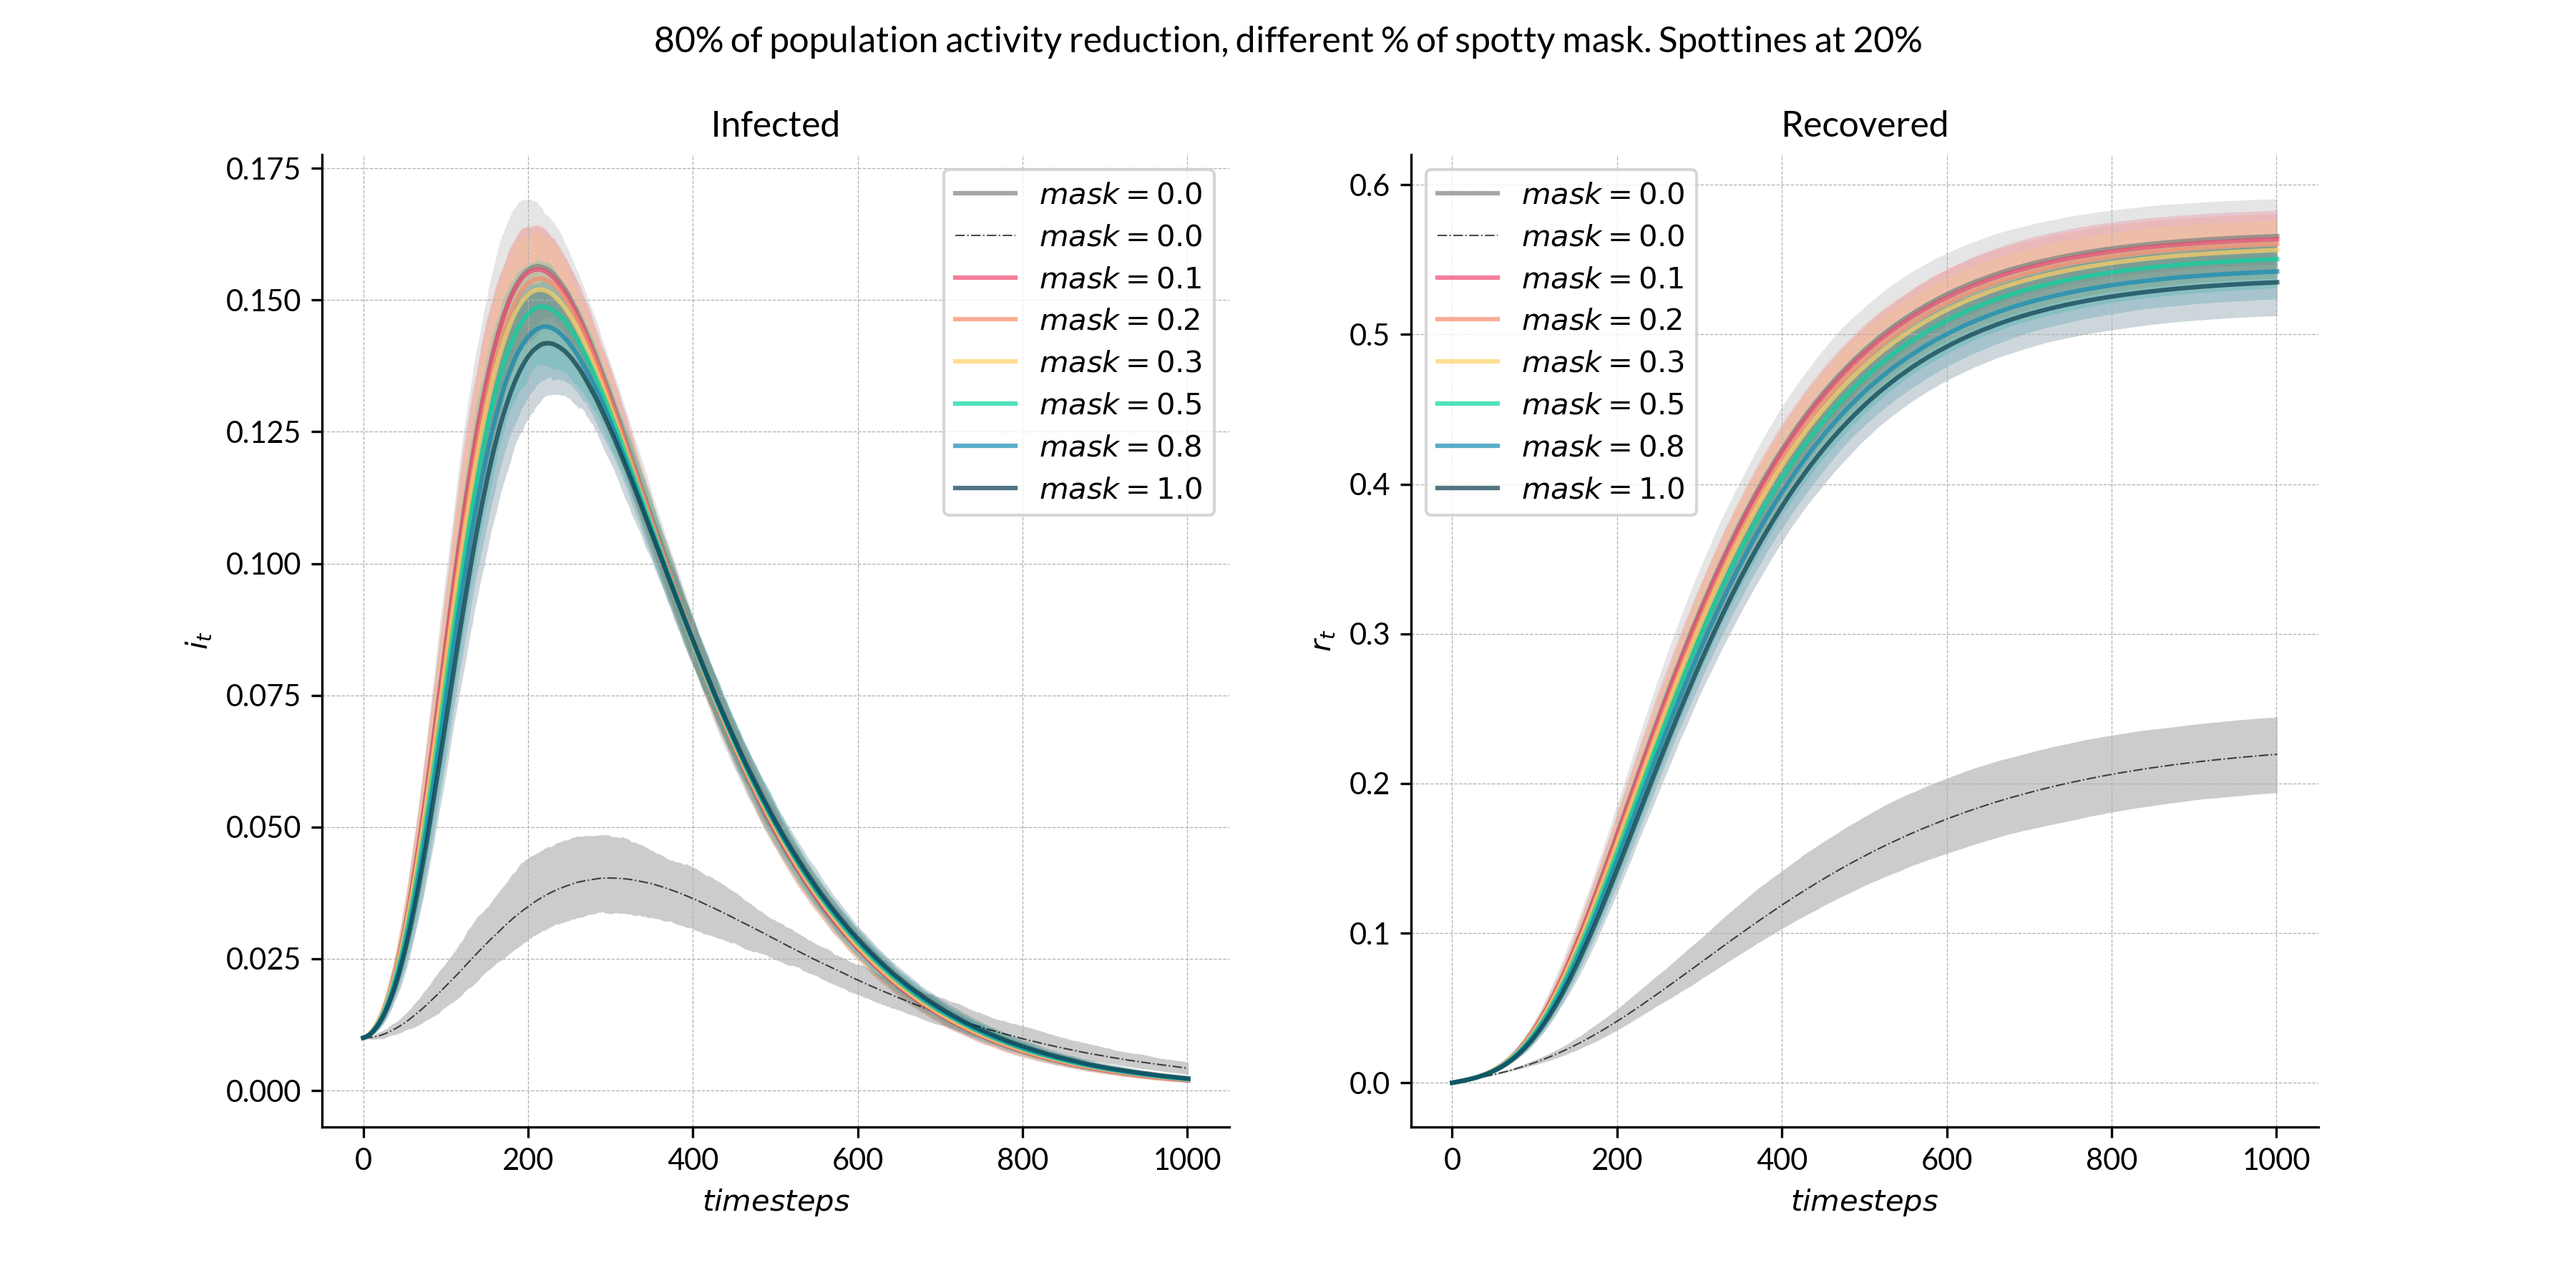 80% of population activity reduction, different % of spotty mask. Spottines at 20%
Infected
0.175
0.150
0.125
0.100
0.075
0.050
0.025
0.000
i_t
0 200 400 600 800 1000
timesteps
mask = 0.0
mask = 0.0
mask = 0.1
mask = 0.2
mask = 0.3
mask = 0.5
mask = 0.8
mask = 1.0
Recovered
0.6
0.5
0.4
0.3
0.2
0.1
0.0
r_t
0 200 400 600 800 1000
timesteps
mask = 0.0
mask = 0.0
mask = 0.1
mask = 0.2
mask = 0.3
mask = 0.5
mask = 0.8
mask = 1.0